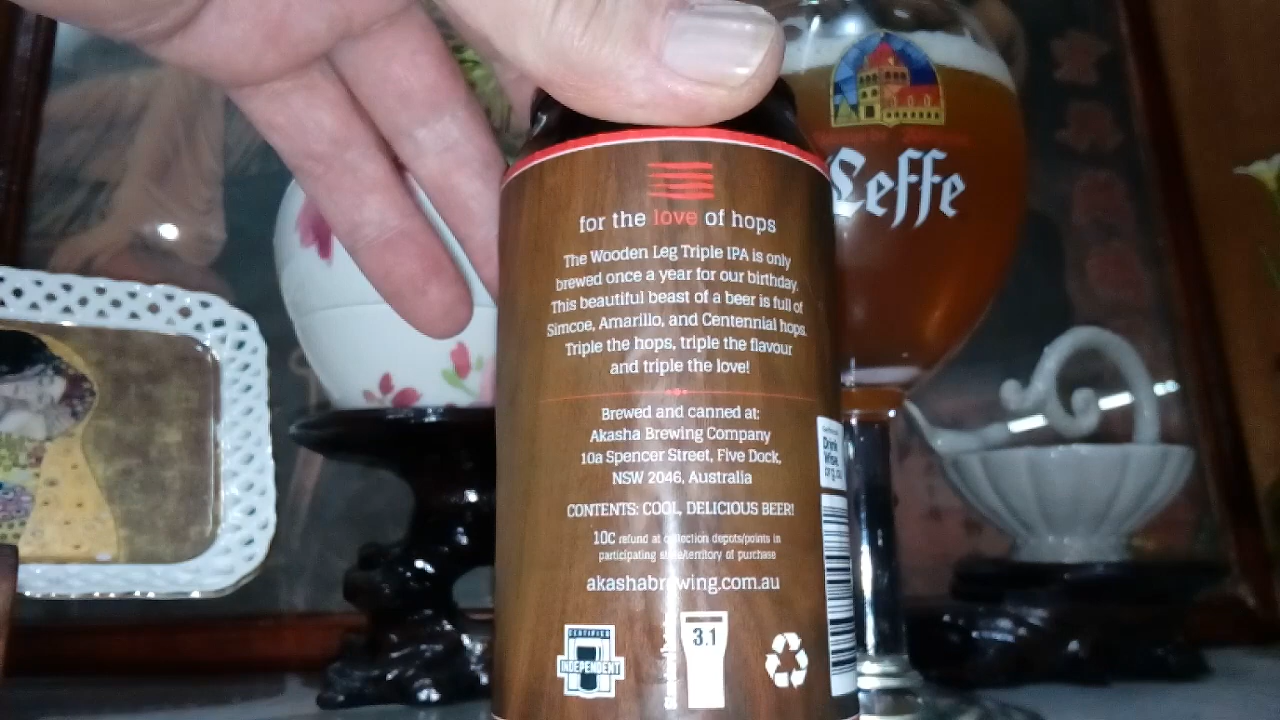 for the love of hops
The Wooden Leg Triple IPA is only
brewed once a year for our birthday.
This beautiful beast of a beer is full of
Simcoe, Amarillo, and Centennial hops.
Triple the hops, triple the flavour
and triple the love!
Brewed and canned at:
Akasha Brewing Company
10a Spencer Street, Five Dock,
NSW 2046, Australia
CONTENTS: COOL, DELICIOUS BEER!
10c refund at collection depots/points in
participating state/territory of purchase
akashabrewing.com.au
CERTIFIED
INDEPENDENT
3.1
Drink
Wise
.org.au
Leffe